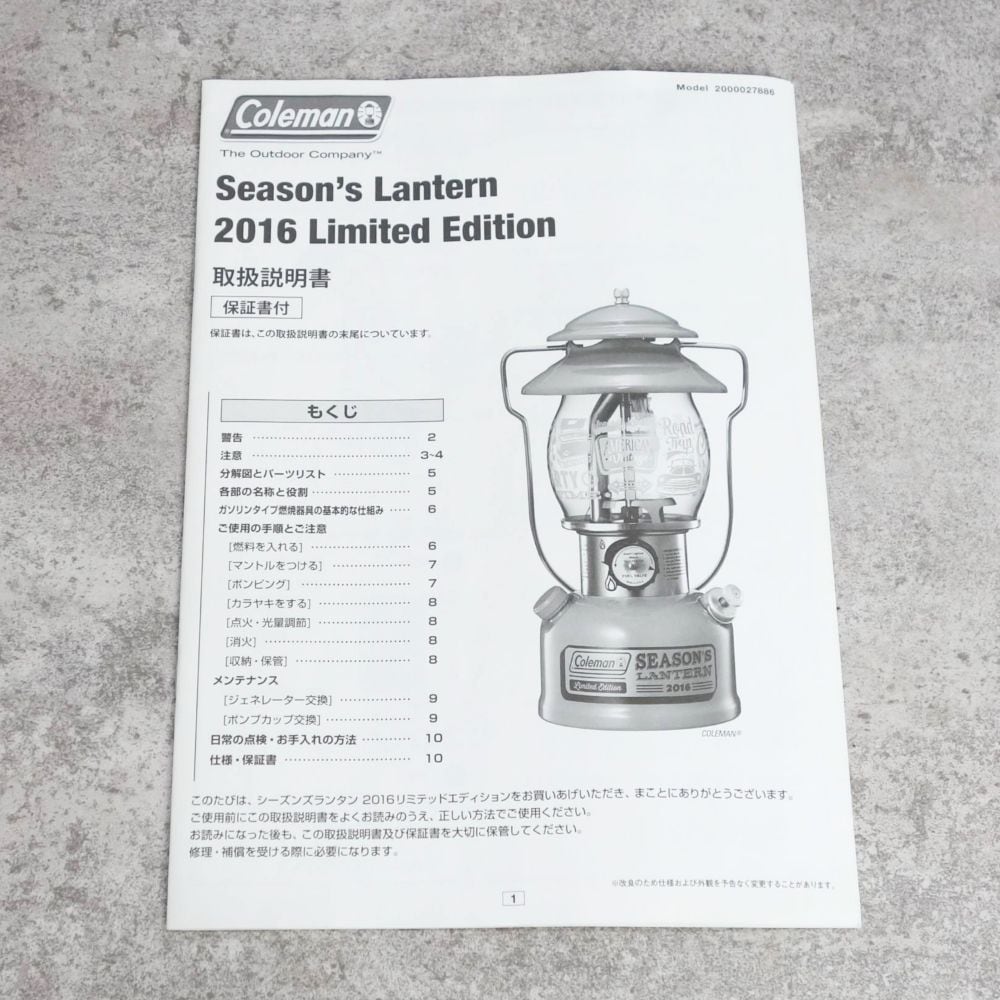 Model 2000027886
Coleman
The Outdoor Company™
Season's Lantern
2016 Limited Edition
取扱説明書
保証書付
保証書は、この取扱説明書の末尾についています。
もくじ
警告 ………………………… 2
注意 ………………………… 3~4
分解図とパーツリスト ………… 5
各部の名称と役割 …………… 5
ガソリンタイプ燃焼器具の基本的な仕組み …… 6
ご使用の手順とご注意
[燃料を入れる] …………… 6
[マントルをつける] ………… 7
[ポンピング] ……………… 7
[カラヤキをする] …………… 8
[点火・光量調節] …………… 8
[消火] …………………… 8
[収納・保管] ……………… 8
メンテナンス
[ジェネレーター交換] ……… 9
[ポンプカップ交換] ………… 9
日常の点検・お手入れの方法 ……… 10
仕様・保証書 ……………… 10
AMERICAN
Road
Trip
FUEL VALVE
Coleman
Limited Edition
SEASON'S
LANTERN
2016
COLEMAN®
このたびは、シーズンズランタン 2016リミテッドエディションをお買いあげいただき、まことにありがとうございます。
ご使用前にこの取扱説明書をよくお読みのうえ、正しい方法でご使用ください。
お読みになった後も、この取扱説明書及び保証書を大切に保管してください。
修理・補償を受ける際に必要になります。
※改良のため仕様および外観を予告なく変更することがあります。
1